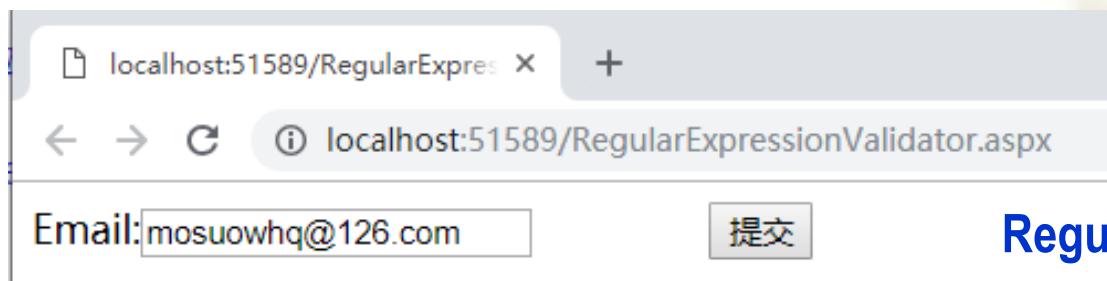 localhost:51589/RegularExpres
localhost:51589/RegularExpressionValidator.aspx
Email: mosuowhq@126.com 提交 Regu